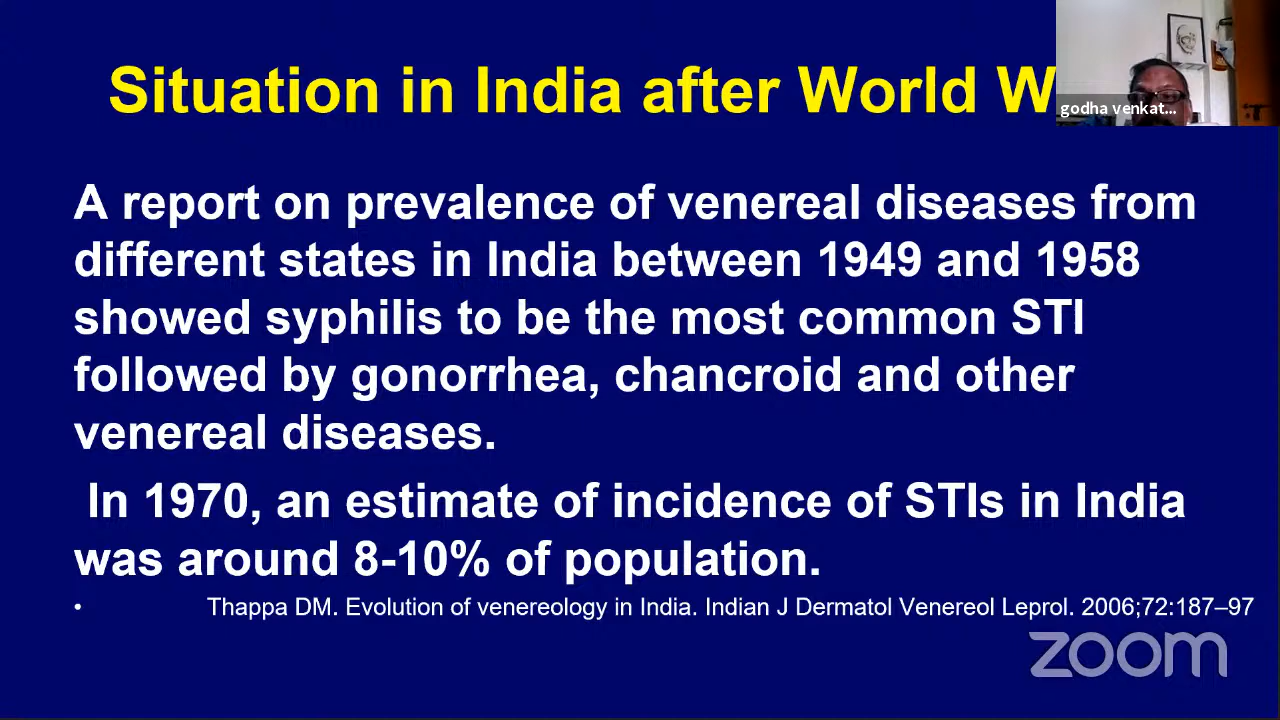 Situation in India after World W
godha venkat...
A report on prevalence of venereal diseases from
different states in India between 1949 and 1958
showed syphilis to be the most common STI
followed by gonorrhea, chancroid and other
venereal diseases.
In 1970, an estimate of incidence of STIs in India
was around 8-10% of population.
• Thappa DM. Evolution of venereology in India. Indian J Dermatol Venereol Leprol. 2006;72:187–97
zoom